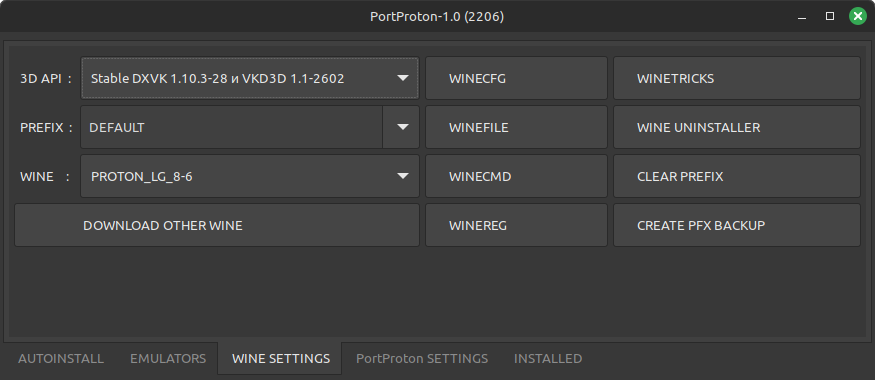 PortProton-1.0 (2206)
3D API :
Stable DXVK 1.10.3-28 и VKD3D 1.1-2602
WINECFG
WINETRICKS
PREFIX :
DEFAULT
WINEFILE
WINE UNINSTALLER
WINE :
PROTON_LG_8-6
WINECMD
CLEAR PREFIX
DOWNLOAD OTHER WINE
WINEREG
CREATE PFX BACKUP
AUTOINSTALL
EMULATORS
WINE SETTINGS
PortProton SETTINGS
INSTALLED